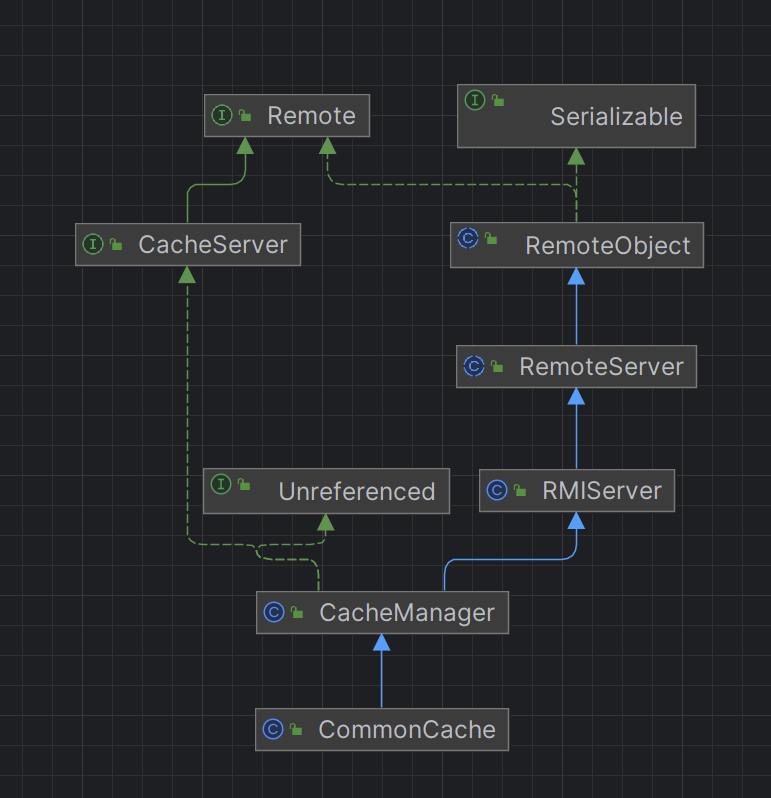 Remote
Serializable
CacheServer
RemoteObject
RemoteServer
Unreferenced
RMIServer
CacheManager
CommonCache